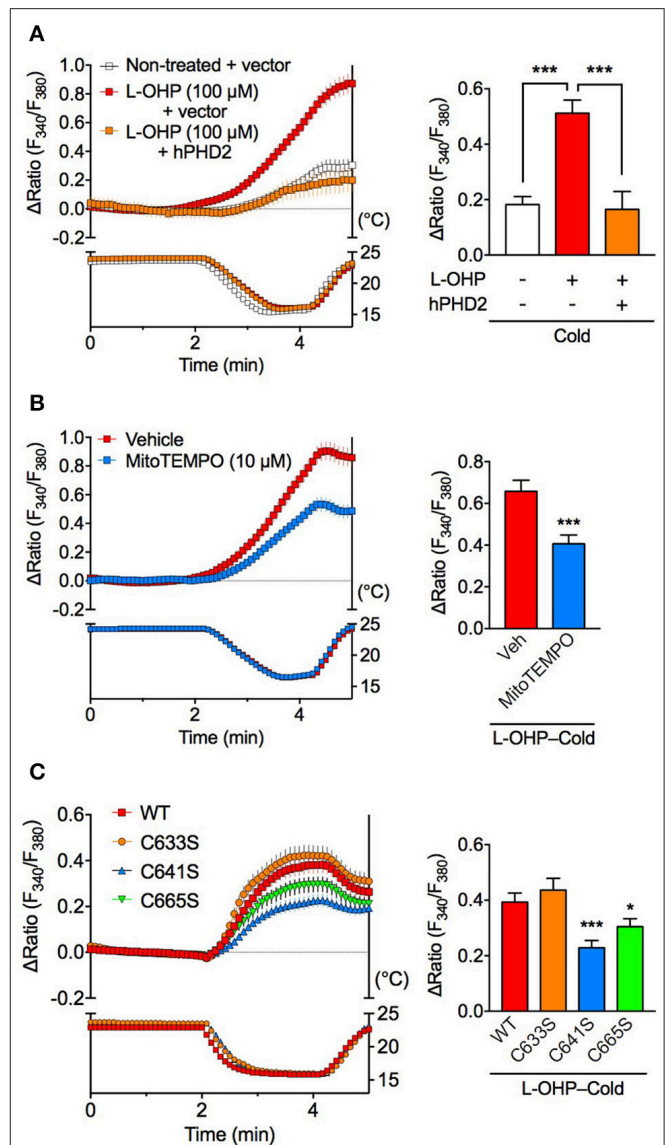 A
ΔRatio (F340/F380)
1.0
0.8
0.6
0.4
0.2
0.0
-0.2
Non-treated + vector
L-OHP (100 μM)
+ vector
L-OHP (100 μM)
+ hPHD2
(°C)
25
20
15
0 2 4
Time (min)
ΔRatio (F340/F380)
0.6
0.4
0.2
0.0
*** ***
L-OHP - + +
hPHD2 - - +
Cold
B
ΔRatio (F340/F380)
1.0
0.8
0.6
0.4
0.2
0.0
-0.2
Vehicle
MitoTEMPO (10 μM)
(°C)
25
20
15
0 2 4
Time (min)
ΔRatio (F340/F380)
0.8
0.6
0.4
0.2
0.0
***
Veh MitoTEMPO
L-OHP–Cold
C
ΔRatio (F340/F380)
0.6
0.4
0.2
0.0
-0.2
WT
C633S
C641S
C665S
(°C)
25
20
15
0 2 4
Time (min)
ΔRatio (F340/F380)
0.6
0.4
0.2
0.0
*** *
WT C633S C641S C665S
L-OHP–Cold